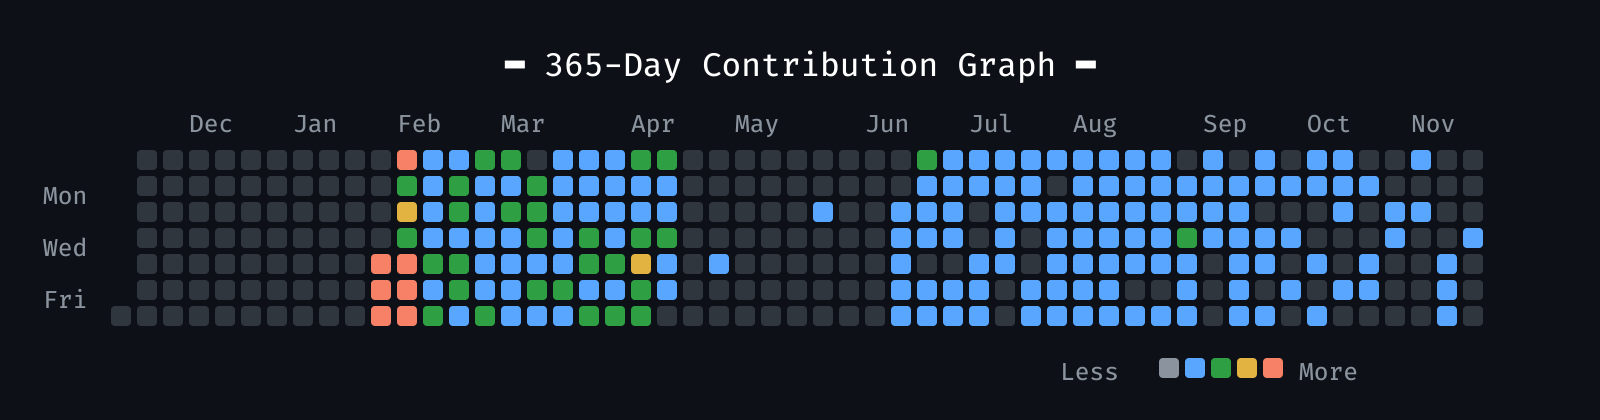 ━ 365-Day Contribution Graph ━
Dec Jan Feb Mar Apr May Jun Jul Aug Sep Oct Nov
Mon
Wed
Fri
Less More